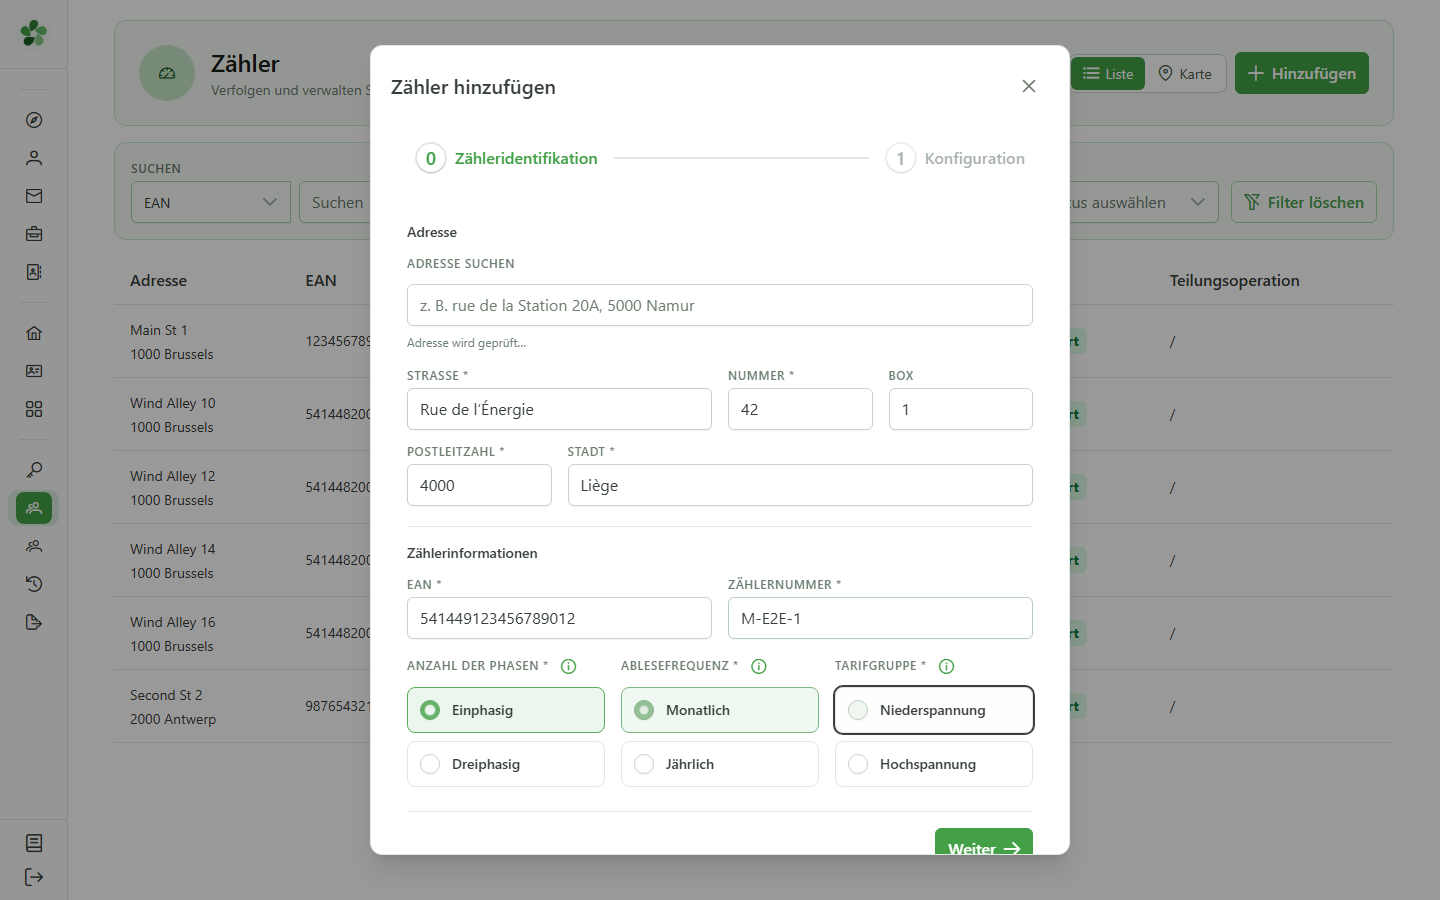 Zähler
Verfolgen und verwalten
Liste
Karte
Hinzufügen
SUCHEN
EAN
Suchen
auswählen
Filter löschen
Adresse
EAN
Teilungsoperation
Main St 1
1000 Brussels
123456789
/
Wind Alley 10
1000 Brussels
541448200
/
Wind Alley 12
1000 Brussels
541448200
/
Wind Alley 14
1000 Brussels
541448200
/
Wind Alley 16
1000 Brussels
541448200
/
Second St 2
2000 Antwerp
987654321
/
Zähler hinzufügen
0 Zähleridentifikation
1 Konfiguration
Adresse
ADRESSE SUCHEN
z. B. rue de la Station 20A, 5000 Namur
Adresse wird geprüft...
STRASSE *
NUMMER *
BOX
Rue de l'Énergie
42
1
POSTLEITZAHL *
STADT *
4000
Liège
Zählerinformationen
EAN *
ZÄHLERNUMMER *
541449123456789012
M-E2E-1
ANZAHL DER PHASEN *
ABLESEFREQUENZ *
TARIFGRUPPE *
Einphasig
Monatlich
Niederspannung
Dreiphasig
Jährlich
Hochspannung
Weiter